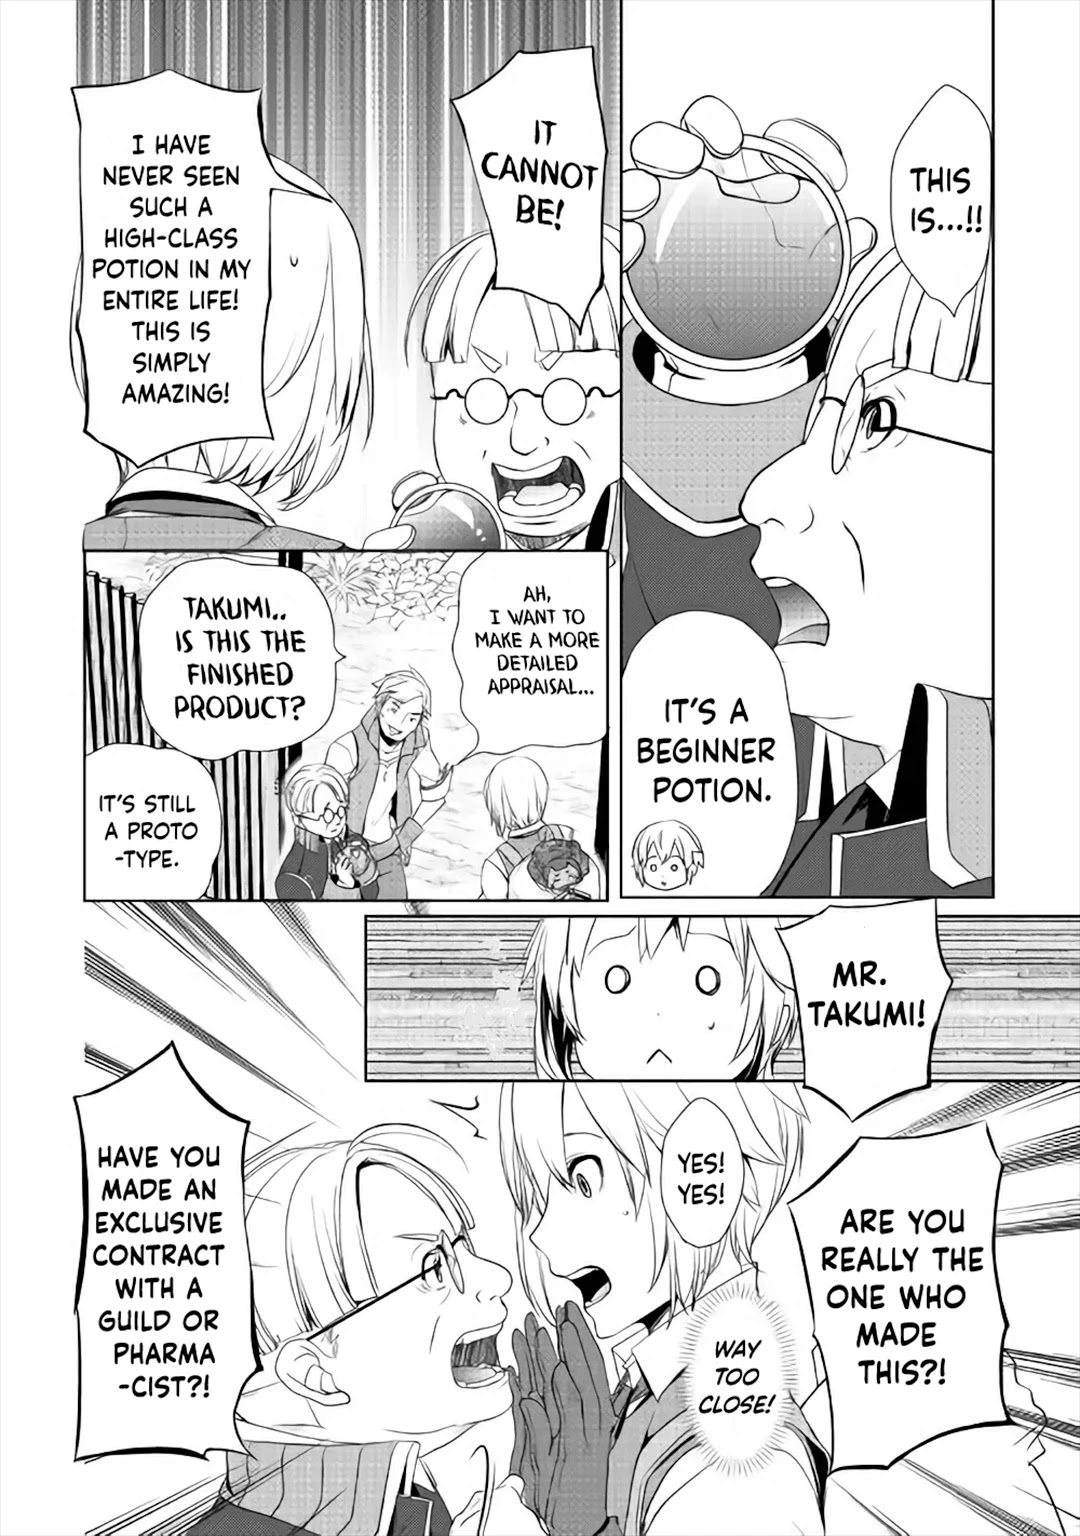 THIS
IS...!!
IT'S A
BEGINNER
POTION.
IT
CANNOT
BE!
I HAVE
NEVER SEEN
SUCH A
HIGH-CLASS
POTION IN MY
ENTIRE LIFE!
THIS IS
SIMPLY
AMAZING!
AH,
I WANT TO
MAKE A MORE
DETAILED
APPRAISAL...
TAKUMI..
IS THIS THE
FINISHED
PRODUCT?
IT'S STILL
A PROTO
-TYPE.
MR.
TAKUMI!
ARE YOU
REALLY THE
ONE WHO
MADE
THIS?!
YES!
YES!
WAY
TOO
CLOSE!
HAVE YOU
MADE AN
EXCLUSIVE
CONTRACT
WITH A
GUILD OR
PHARMA
-CIST?!